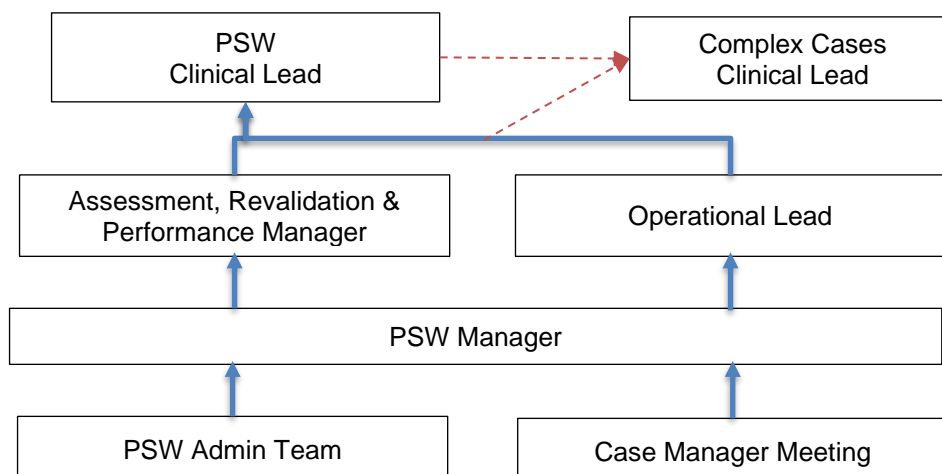 PSW
Clinical Lead
Complex Cases
Clinical Lead
Assessment, Revalidation &
Performance Manager
Operational Lead
PSW Manager
PSW Admin Team
Case Manager Meeting